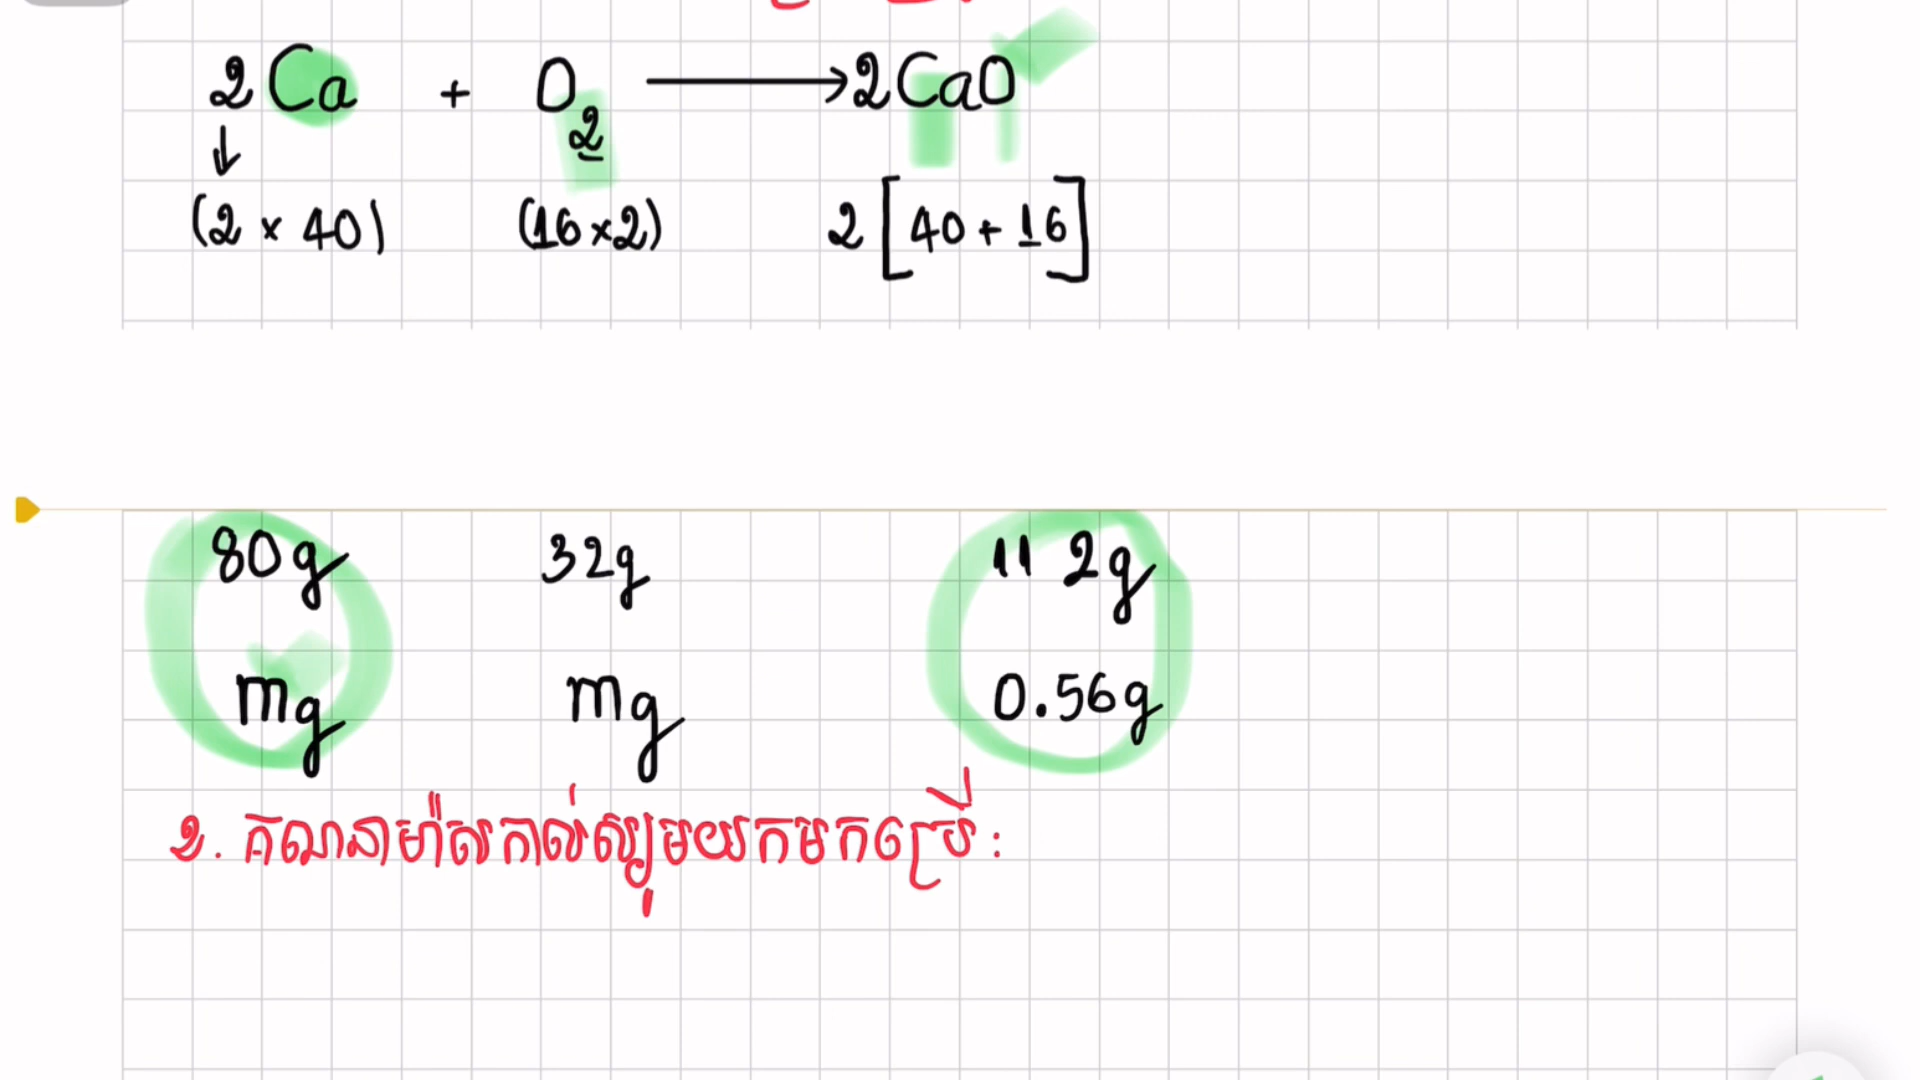 2Ca + O₂ ⟶ 2CaO
↓
(2 × 40) (16×2) 2[40 + 16]
80g 32g 112g
mg mg 0.56g
២. គណនាម៉ាសកាល់ស្យូមយកមកប្រើ: